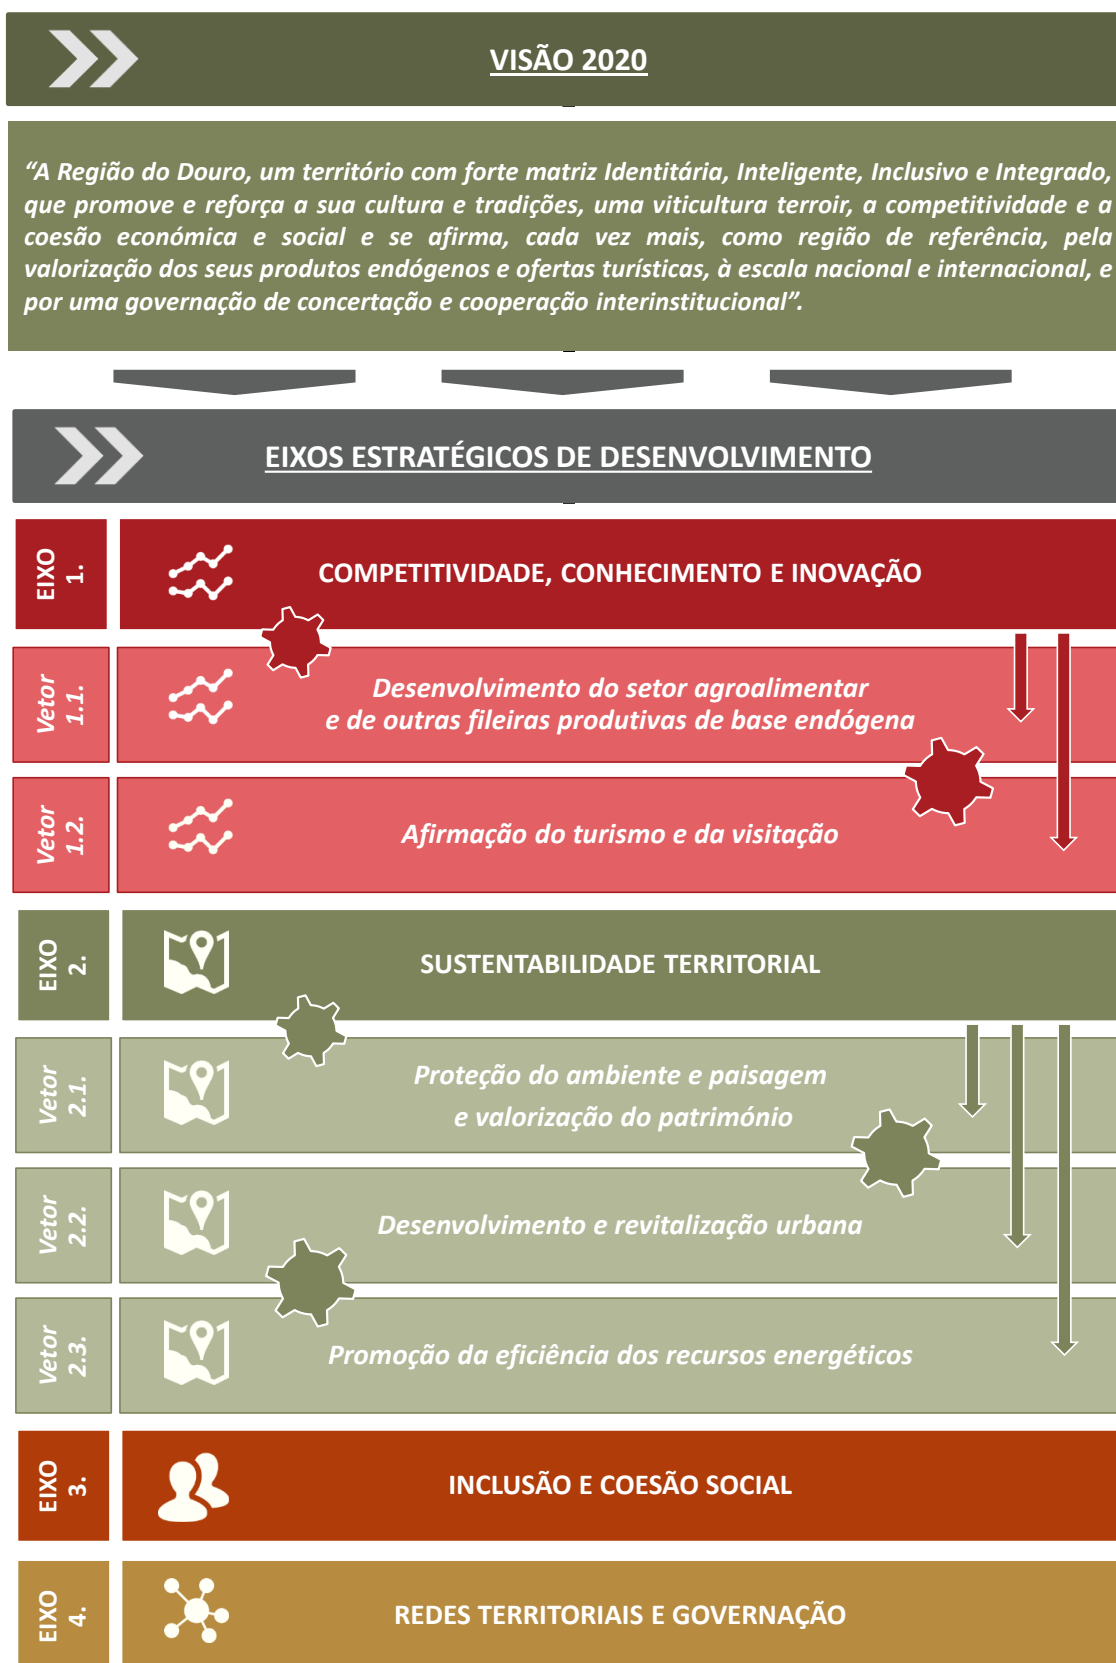 VISÃO 2020
“A Região do Douro, um território com forte matriz Identitária, Inteligente, Inclusivo e Integrado,
que promove e reforça a sua cultura e tradições, uma viticultura terroir, a competitividade e a
coesão económica e social e se afirma, cada vez mais, como região de referência, pela
valorização dos seus produtos endógenos e ofertas turísticas, à escala nacional e internacional, e
por uma governação de concertação e cooperação interinstitucional”.
EIXOS ESTRATÉGICOS DE DESENVOLVIMENTO
EIXO
1.
COMPETITIVIDADE, CONHECIMENTO E INOVAÇÃO
Vetor
1.1.
Desenvolvimento do setor agroalimentar
e de outras fileiras produtivas de base endógena
Vetor
1.2.
Afirmação do turismo e da visitação
EIXO
2.
SUSTENTABILIDADE TERRITORIAL
Vetor
2.1.
Proteção do ambiente e paisagem
e valorização do património
Vetor
2.2.
Desenvolvimento e revitalização urbana
Vetor
2.3.
Promoção da eficiência dos recursos energéticos
EIXO
3.
INCLUSÃO E COESÃO SOCIAL
EIXO
4.
REDES TERRITORIAIS E GOVERNAÇÃO